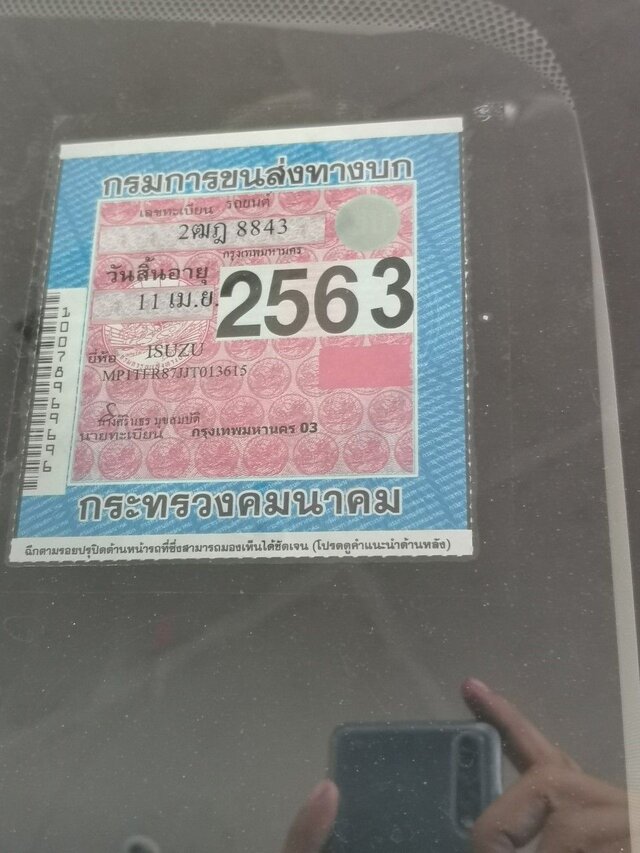 กรมการขนส่งทางบก
เลขทะเบียน รถยนต์
2ฒฎ 8843
กรุงเทพมหานคร
วันสิ้นอายุ
11 เม.ย. 2563
ยี่ห้อ ISUZU
MP1TFR87JJT013615
นายทะเบียน กรุงเทพมหานคร 03
1007896966
กระทรวงคมนาคม
ฉีกตามรอยปรุปิดด้านหน้ารถที่ซึ่งสามารถมองเห็นได้ชัดเจน (โปรดดูคำแนะนำด้านหลัง)